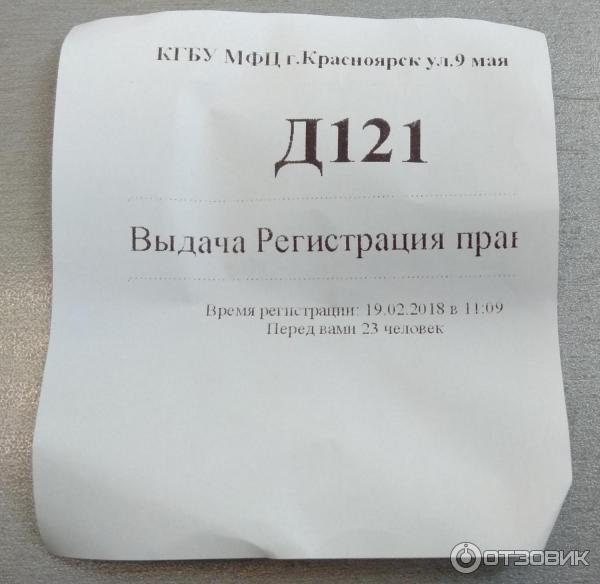 КГБУ МФЦ г.Красноярск ул.9 мая
Д121
Выдача Регистрация прав
Время регистрации: 19.02.2018 в 11:09
Перед вами 23 человек
ОТЗОВИК